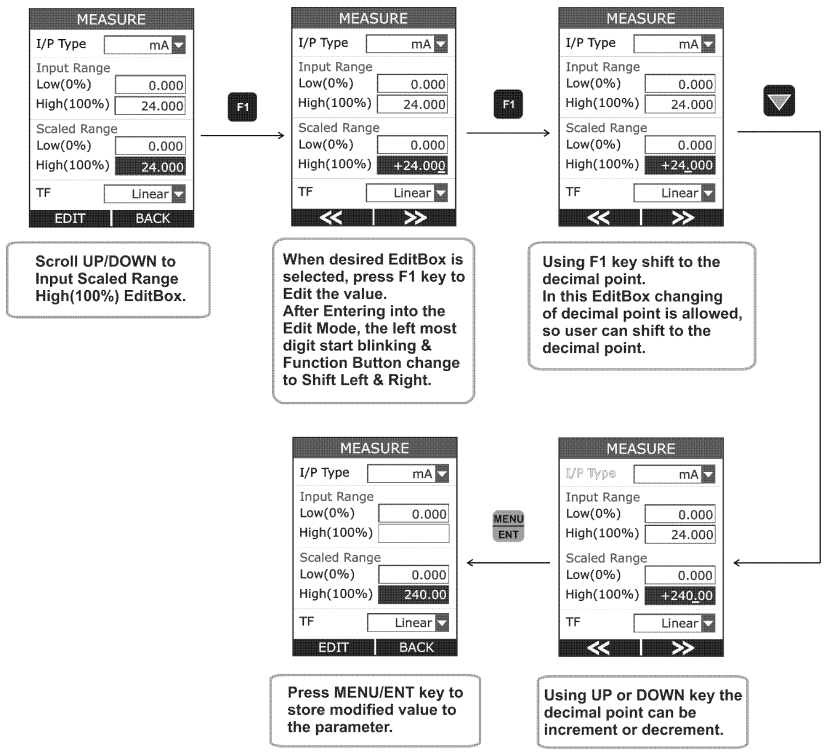 MEASURE
I/P Type mA
Input Range
Low(0%) 0.000
High(100%) 24.000
Scaled Range
Low(0%) 0.000
High(100%) 24.000
TF Linear
EDIT BACK
Scroll UP/DOWN to
Input Scaled Range
High(100%) EditBox.
F1
MEASURE
I/P Type mA
Input Range
Low(0%) 0.000
High(100%) 24.000
Scaled Range
Low(0%) 0.000
High(100%) +24.000
TF Linear
When desired EditBox is
selected, press F1 key to
Edit the value.
After Entering into the
Edit Mode, the left most
digit start blinking &
Function Button change
to Shift Left & Right.
F1
MEASURE
I/P Type mA
Input Range
Low(0%) 0.000
High(100%) 24.000
Scaled Range
Low(0%) 0.000
High(100%) +24.000
TF Linear
Using F1 key shift to the
decimal point.
In this EditBox changing
of decimal point is allowed,
so user can shift to the
decimal point.
MEASURE
I/P Type mA
Input Range
Low(0%) 0.000
High(100%) 24.000
Scaled Range
Low(0%) 0.000
High(100%) +240.00
TF Linear
Using UP or DOWN key the
decimal point can be
increment or decrement.
MENU
ENT
MEASURE
I/P Type mA
Input Range
Low(0%) 0.000
High(100%)
Scaled Range
Low(0%) 0.000
High(100%) 240.00
TF Linear
EDIT BACK
Press MENU/ENT key to
store modified value to
the parameter.